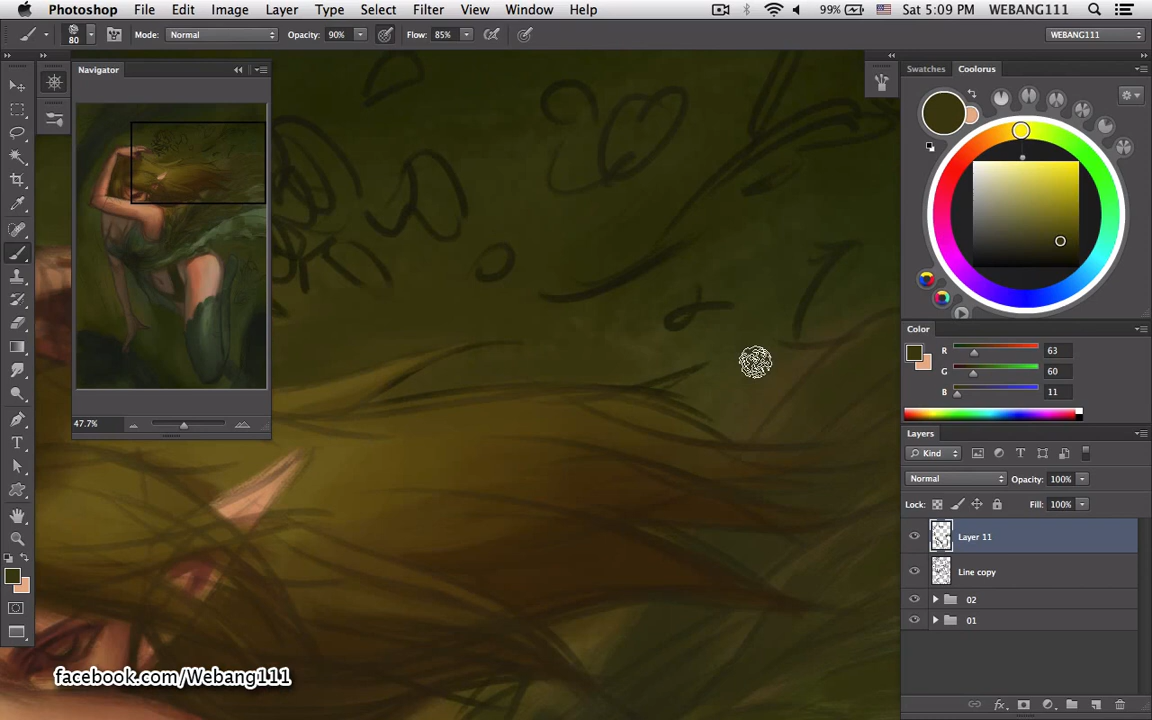 Photoshop File Edit Image Layer Type Select Filter View Window Help 99% Sat 5:09 PM WEBANG111
80 Mode: Normal Opacity: 90% Flow: 85% WEBANG111
Navigator
47.7%
Swatches Coolorus
Color
R 63
G 60
B 11
Layers
Kind
Normal Opacity: 100%
Lock: Fill: 100%
Layer 11
Line copy
02
01
facebook.com/Webang111